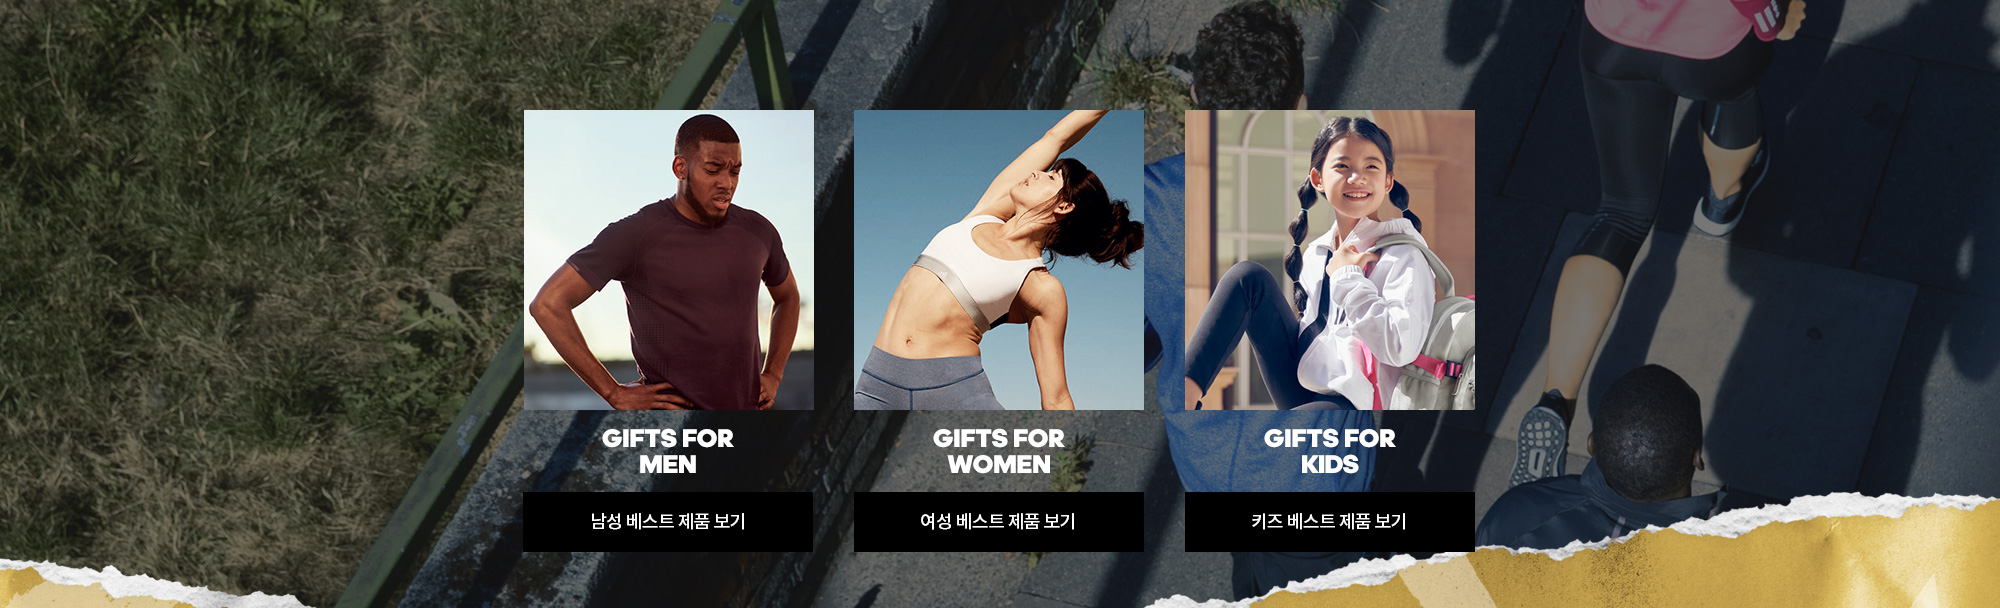 GIFTS FOR
MEN
남성 베스트 제품 보기
GIFTS FOR
WOMEN
여성 베스트 제품 보기
GIFTS FOR
KIDS
키즈 베스트 제품 보기